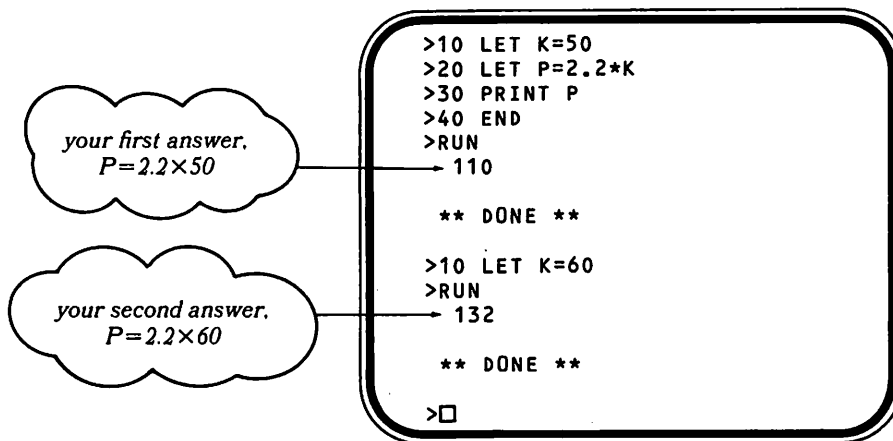 >10 LET K=50
>20 LET P=2.2*K
>30 PRINT P
>40 END
>RUN
your first answer,
P=2.2×50
110
** DONE **
>10 LET K=60
>RUN
your second answer,
P=2.2×60
132
** DONE **
>